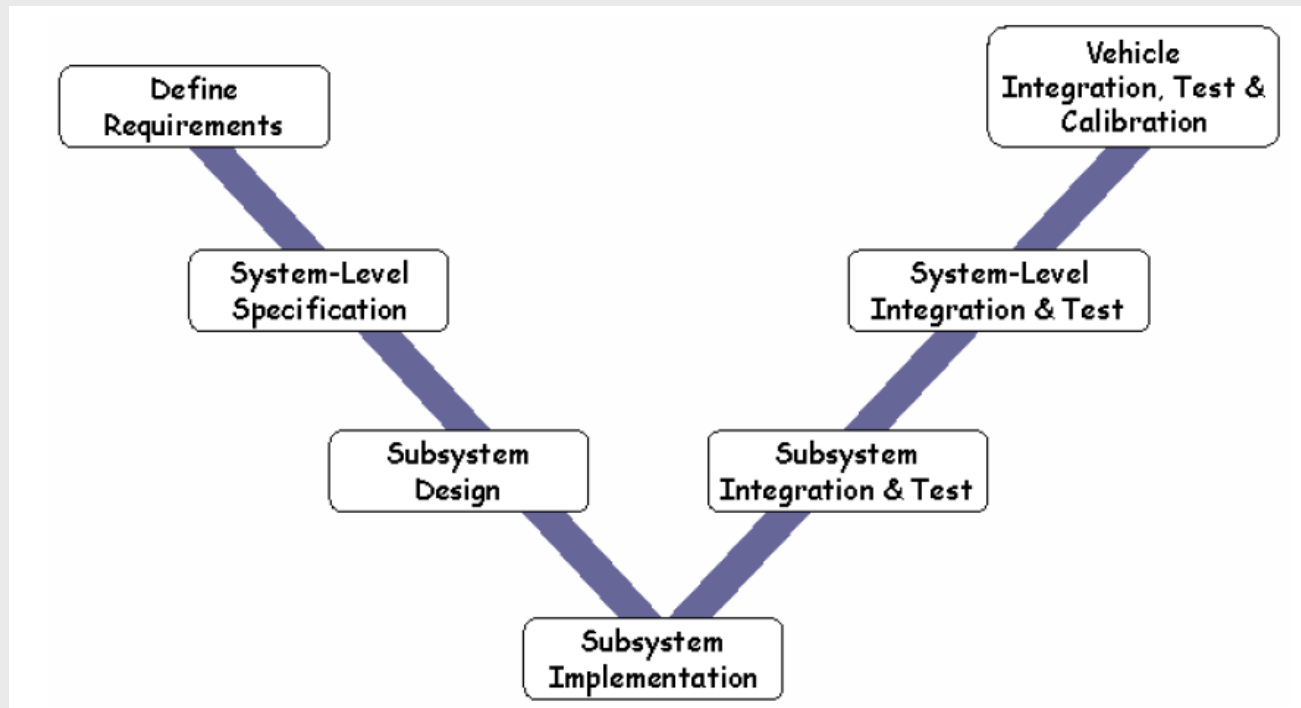 Define
Requirements
Vehicle
Integration, Test &
Calibration
System-Level
Specification
System-Level
Integration & Test
Subsystem
Design
Subsystem
Integration & Test
Subsystem
Implementation